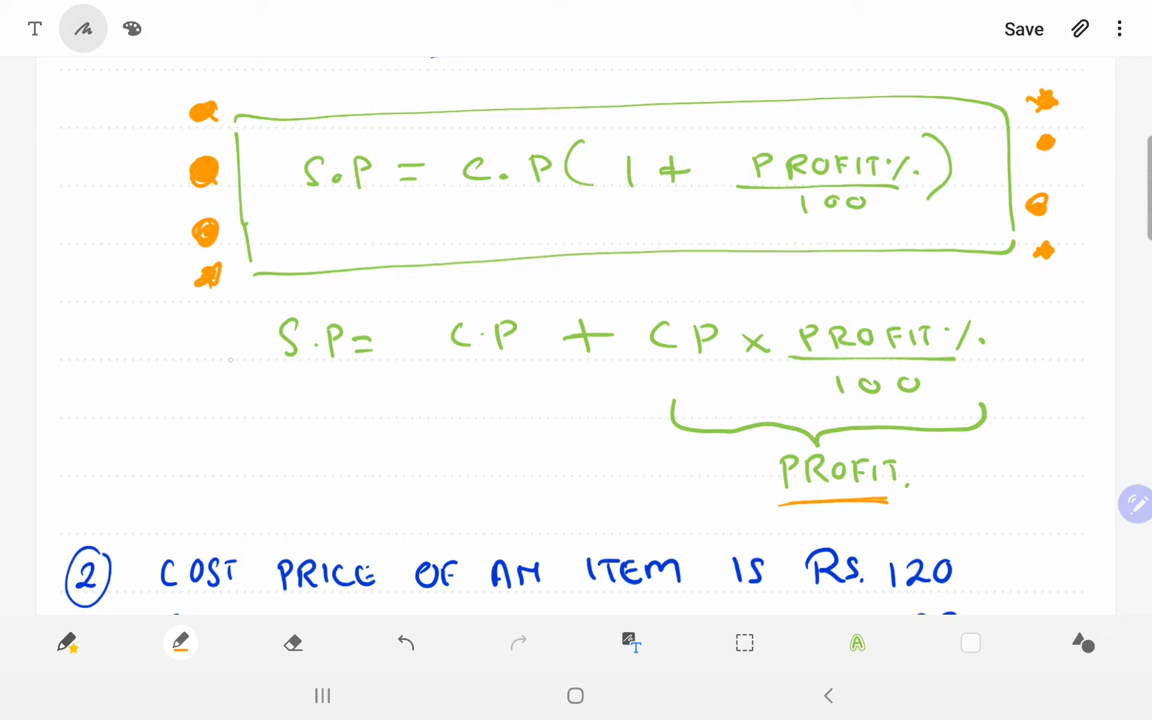 T Save
S.P = C.P ( 1 + PROFIT% / 100 )
S.P = C.P + CP × PROFIT% / 100
PROFIT.
2 COST PRICE OF AN ITEM IS Rs. 120